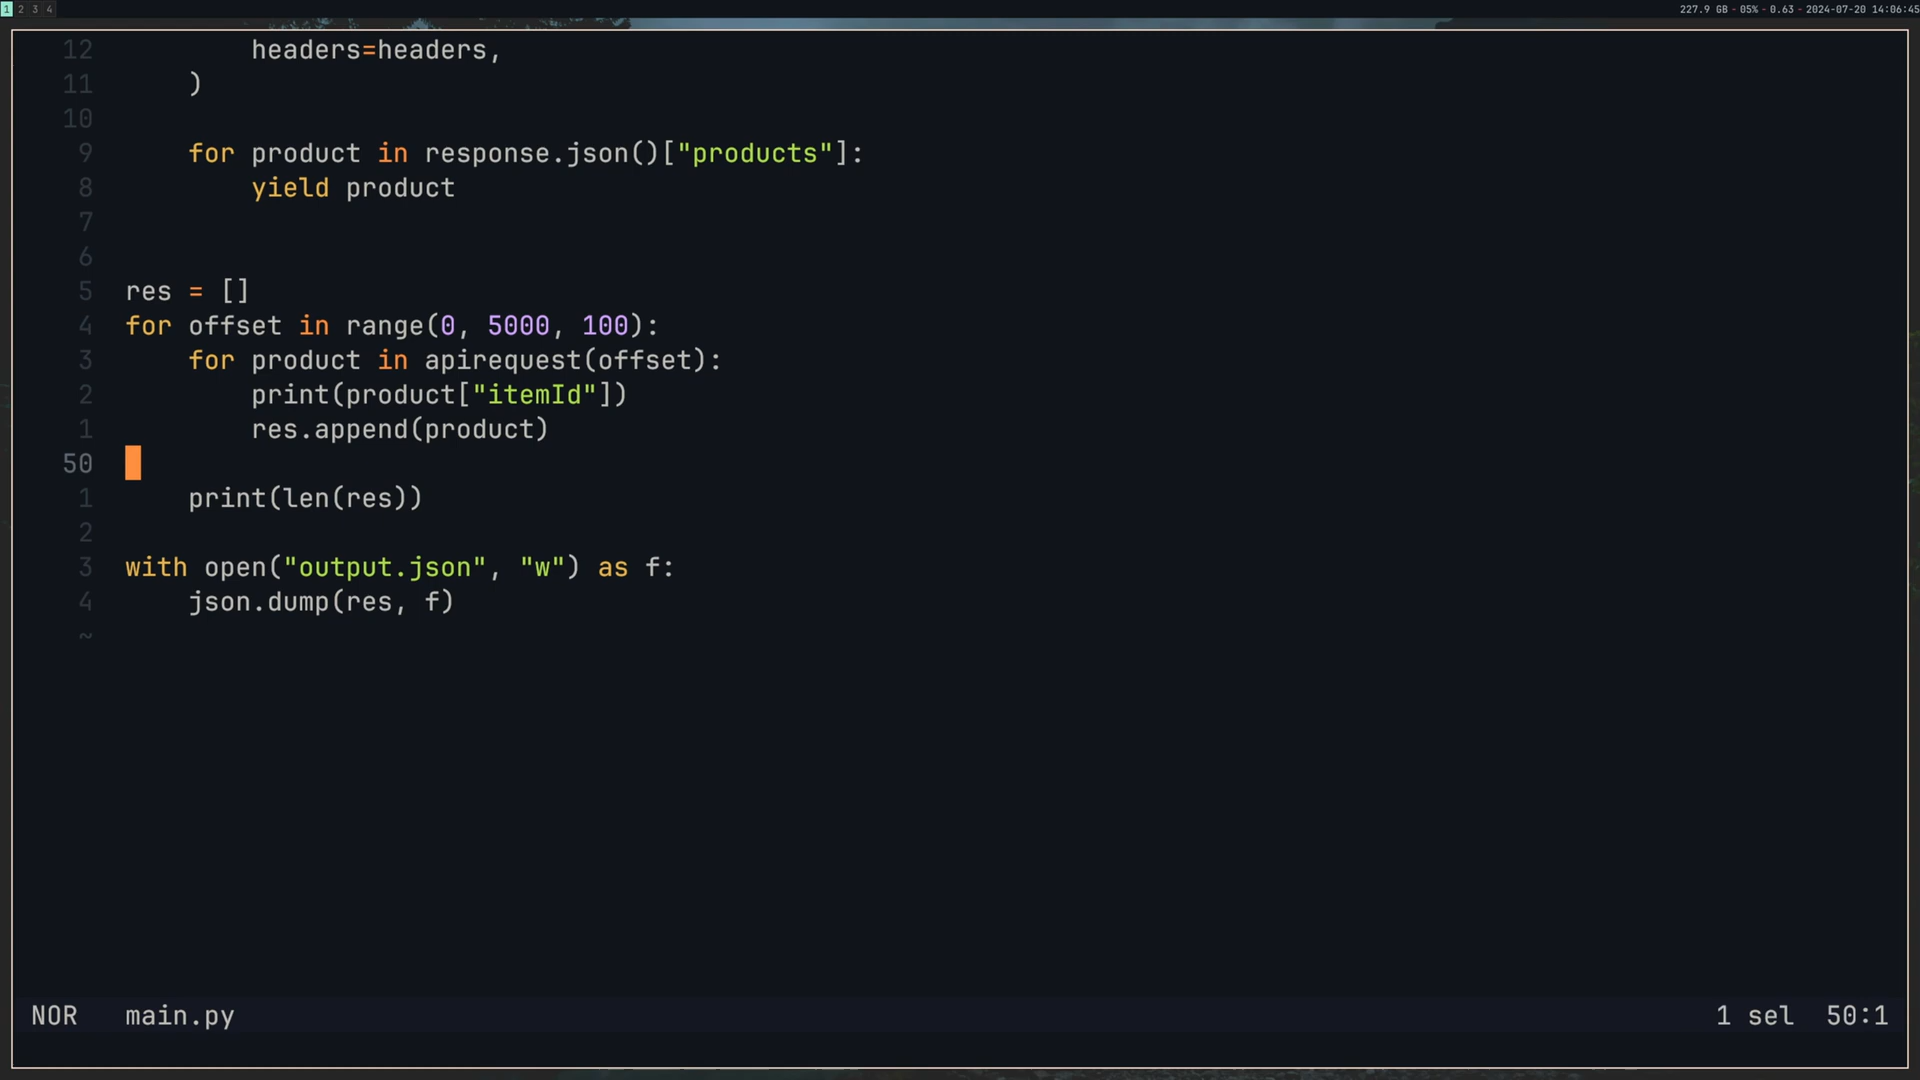 1 2 3 4 227.9 GB - 05% - 0.63 - 2024-07-20 14:06:45
12 headers=headers,
11 )
10
9 for product in response.json()["products"]:
8 yield product
7
6
5 res = []
4 for offset in range(0, 5000, 100):
3 for product in apirequest(offset):
2 print(product["itemId"])
1 res.append(product)
50
1 print(len(res))
2
3 with open("output.json", "w") as f:
4 json.dump(res, f)
~
NOR main.py 1 sel 50:1